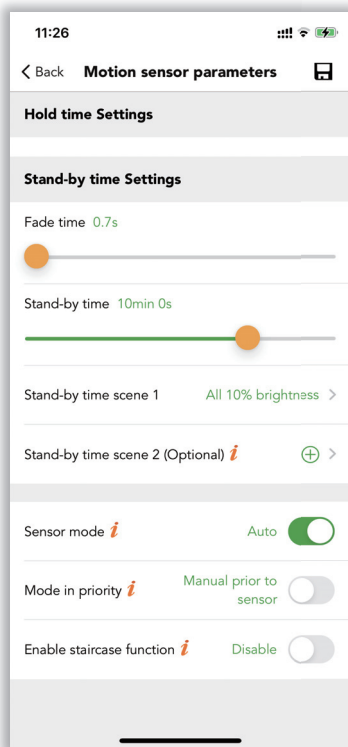 11:26
Back Motion sensor parameters
Hold time Settings
Stand-by time Settings
Fade time 0.7s
Stand-by time 10min 0s
Stand-by time scene 1 All 10% brightness
Stand-by time scene 2 (Optional) i
Sensor mode i Auto
Mode in priority i Manual prior to
sensor
Enable staircase function i Disable